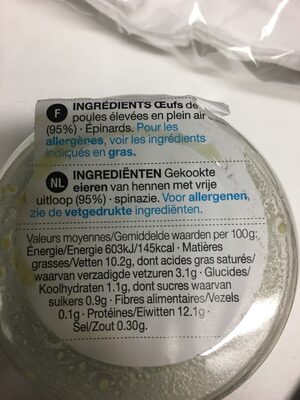 F INGRÉDIENTS Œufs de
poules élevées en plein air
(95%) · Épinards. Pour les
allergènes, voir les ingrédients
indiqués en gras.
NL INGREDIËNTEN Gekookte
eieren van hennen met vrije
uitloop (95%) · spinazie. Voor allergenen,
zie de vetgedrukte ingrediënten.
Valeurs moyennes/Gemiddelde waarden per 100g:
Énergie/Energie 603kJ/145kcal · Matières
grasses/Vetten 10.2g, dont acides gras saturés/
waarvan verzadigde vetzuren 3.1g · Glucides/
Koolhydraten 1.1g, dont sucres waarvan
suikers 0.9g · Fibres alimentaires/Vezels
0.1g · Protéines/Eiwitten 12.1g ·
Sel/Zout 0.30g.